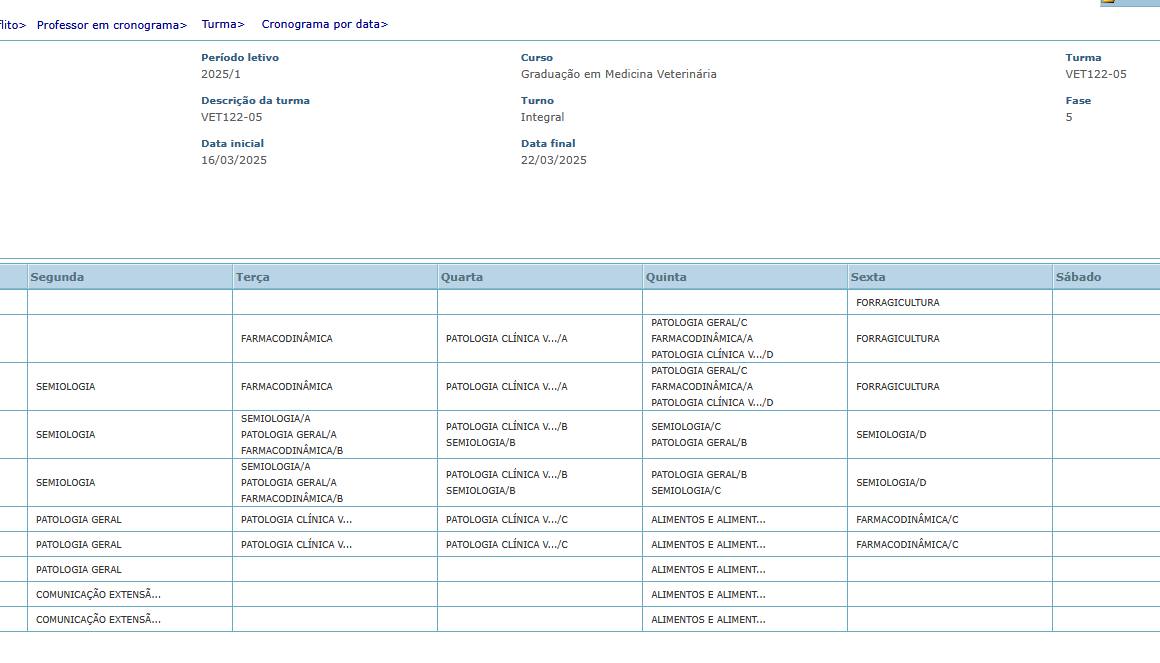 flito> Professor em cronograma> Turma> Cronograma por data>
Período letivo Curso Turma
2025/1 Graduação em Medicina Veterinária VET122-05
Descrição da turma Turno Fase
VET122-05 Integral 5
Data inicial Data final
16/03/2025 22/03/2025
Segunda Terça Quarta Quinta Sexta Sábado
FORRAGICULTURA
FARMACODINÂMICA PATOLOGIA CLÍNICA V.../A PATOLOGIA GERAL/C FORRAGICULTURA
FARMACODINÂMICA/A
PATOLOGIA CLÍNICA V.../D
SEMIOLOGIA FARMACODINÂMICA PATOLOGIA CLÍNICA V.../A PATOLOGIA GERAL/C FORRAGICULTURA
FARMACODINÂMICA/A
PATOLOGIA CLÍNICA V.../D
SEMIOLOGIA SEMIOLOGIA/A PATOLOGIA CLÍNICA V.../B SEMIOLOGIA/C SEMIOLOGIA/D
PATOLOGIA GERAL/A SEMIOLOGIA/B PATOLOGIA GERAL/B
FARMACODINÂMICA/B
SEMIOLOGIA SEMIOLOGIA/A PATOLOGIA CLÍNICA V.../B PATOLOGIA GERAL/B SEMIOLOGIA/D
PATOLOGIA GERAL/A SEMIOLOGIA/B SEMIOLOGIA/C
FARMACODINÂMICA/B
PATOLOGIA GERAL PATOLOGIA CLÍNICA V... PATOLOGIA CLÍNICA V.../C ALIMENTOS E ALIMENT... FARMACODINÂMICA/C
PATOLOGIA GERAL PATOLOGIA CLÍNICA V... PATOLOGIA CLÍNICA V.../C ALIMENTOS E ALIMENT... FARMACODINÂMICA/C
PATOLOGIA GERAL ALIMENTOS E ALIMENT...
COMUNICAÇÃO EXTENSÃ... ALIMENTOS E ALIMENT...
COMUNICAÇÃO EXTENSÃ... ALIMENTOS E ALIMENT...